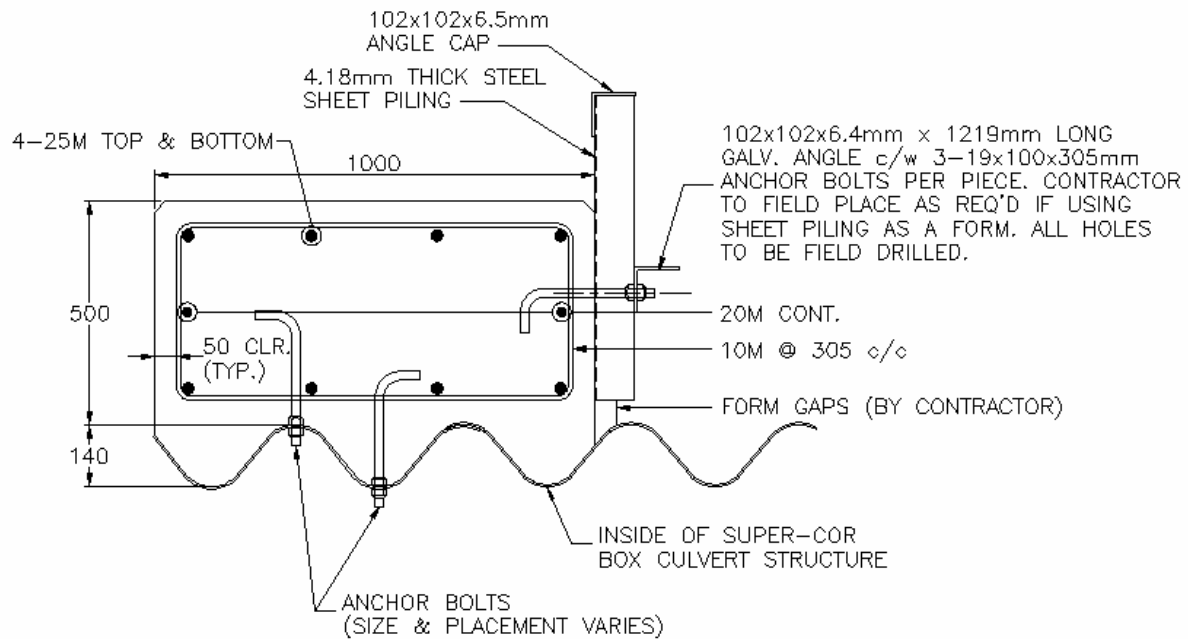 102x102x6.5mm
ANGLE CAP
4.18mm THICK STEEL
SHEET PILING
4-25M TOP & BOTTOM
1000
102x102x6.4mm x 1219mm LONG
GALV. ANGLE c/w 3-19x100x305mm
ANCHOR BOLTS PER PIECE. CONTRACTOR
TO FIELD PLACE AS REQ'D IF USING
SHEET PILING AS A FORM. ALL HOLES
TO BE FIELD DRILLED.
500
50 CLR.
(TYP.)
20M CONT.
10M @ 305 c/c
FORM GAPS (BY CONTRACTOR)
140
INSIDE OF SUPER-COR
BOX CULVERT STRUCTURE
ANCHOR BOLTS
(SIZE & PLACEMENT VARIES)